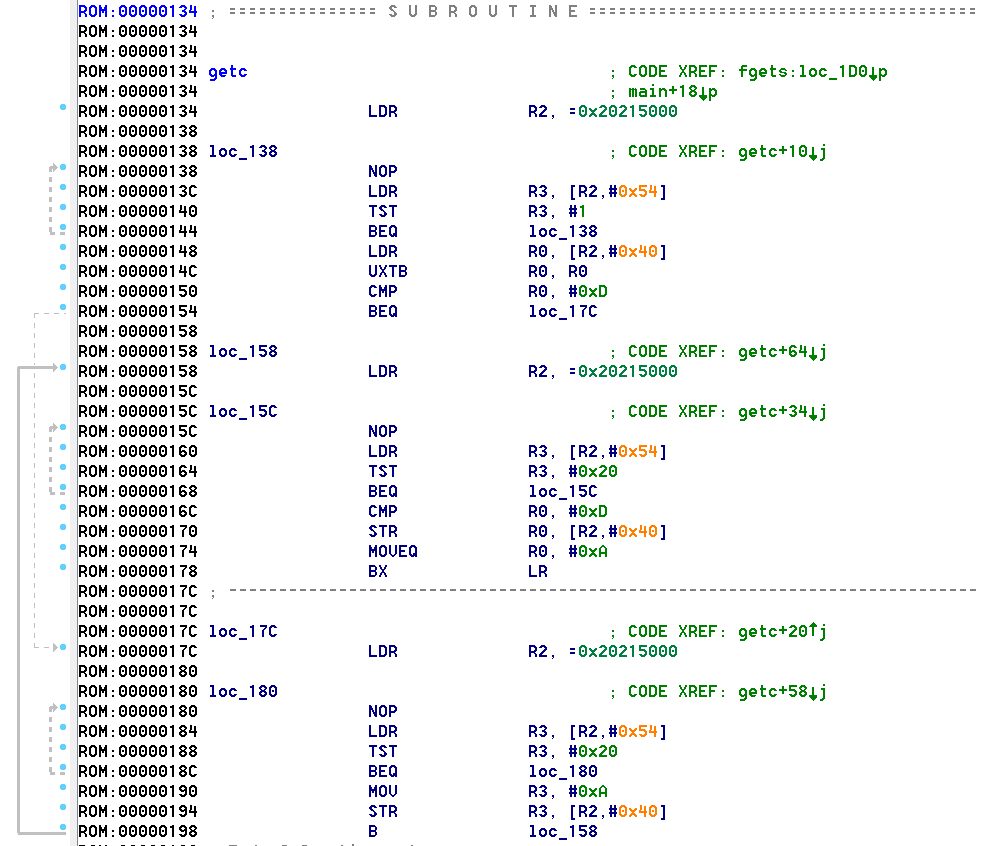 ROM:00000134 ; =============== S U B R O U T I N E =======================================
ROM:00000134
ROM:00000134
ROM:00000134 getc ; CODE XREF: fgets:loc_1D0↓p
ROM:00000134 ; main+18↓p
ROM:00000134 LDR R2, =0x20215000
ROM:00000138
ROM:00000138 loc_138 ; CODE XREF: getc+10↓j
ROM:00000138 NOP
ROM:0000013C LDR R3, [R2,#0x54]
ROM:00000140 TST R3, #1
ROM:00000144 BEQ loc_138
ROM:00000148 LDR R0, [R2,#0x40]
ROM:0000014C UXTB R0, R0
ROM:00000150 CMP R0, #0xD
ROM:00000154 BEQ loc_17C
ROM:00000158
ROM:00000158 loc_158 ; CODE XREF: getc+64↓j
ROM:00000158 LDR R2, =0x20215000
ROM:0000015C
ROM:0000015C loc_15C ; CODE XREF: getc+34↓j
ROM:0000015C NOP
ROM:00000160 LDR R3, [R2,#0x54]
ROM:00000164 TST R3, #0x20
ROM:00000168 BEQ loc_15C
ROM:0000016C CMP R0, #0xD
ROM:00000170 STR R0, [R2,#0x40]
ROM:00000174 MOVEQ R0, #0xA
ROM:00000178 BX LR
ROM:0000017C ; ---------------------------------------------------------------------------
ROM:0000017C
ROM:0000017C loc_17C ; CODE XREF: getc+20↑j
ROM:0000017C LDR R2, =0x20215000
ROM:00000180
ROM:00000180 loc_180 ; CODE XREF: getc+58↓j
ROM:00000180 NOP
ROM:00000184 LDR R3, [R2,#0x54]
ROM:00000188 TST R3, #0x20
ROM:0000018C BEQ loc_180
ROM:00000190 MOV R3, #0xA
ROM:00000194 STR R3, [R2,#0x40]
ROM:00000198 B loc_158